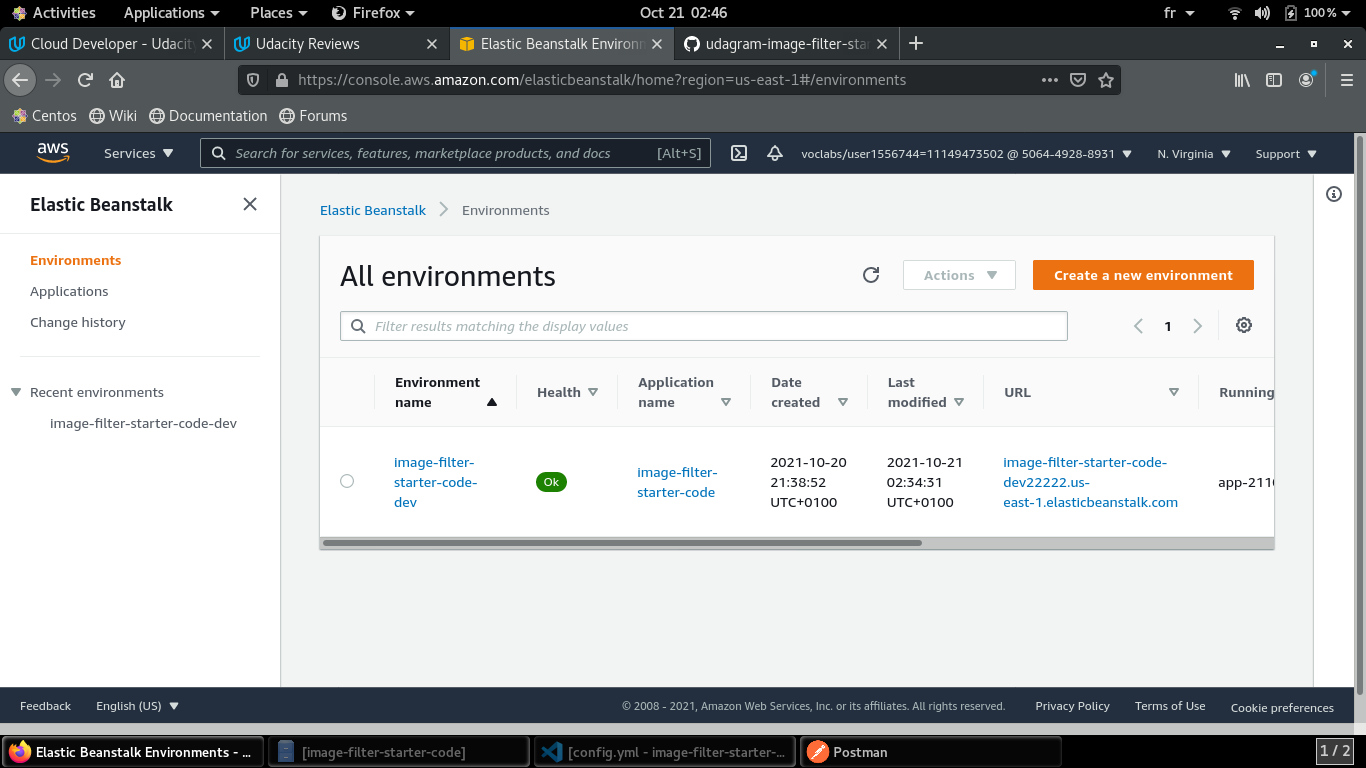 Activities Applications Places Firefox Oct 21 02:46 fr 100%
Cloud Developer - Udacity Udacity Reviews Elastic Beanstalk Environm udagram-image-filter-star
https://console.aws.amazon.com/elasticbeanstalk/home?region=us-east-1#/environments
Centos Wiki Documentation Forums
aws Services Search for services, features, marketplace products, and docs [Alt+S] voclabs/user1556744=11149473502 @ 5064-4928-8931 N. Virginia Support
Elastic Beanstalk
Environments
Applications
Change history
Recent environments
image-filter-starter-code-dev
Elastic Beanstalk Environments
All environments
Actions
Create a new environment
Filter results matching the display values
1
Environment name
Health
Application name
Date created
Last modified
URL
Running
image-filter-
starter-code-
dev
Ok
image-filter-
starter-code
2021-10-20
21:38:52
UTC+0100
2021-10-21
02:34:31
UTC+0100
image-filter-starter-code-
dev22222.us-
east-1.elasticbeanstalk.com
app-2110
Feedback English (US) © 2008 - 2021, Amazon Web Services, Inc. or its affiliates. All rights reserved. Privacy Policy Terms of Use Cookie preferences
Elastic Beanstalk Environments - ... [image-filter-starter-code] [config.yml - image-filter-starter-... Postman 1 / 2